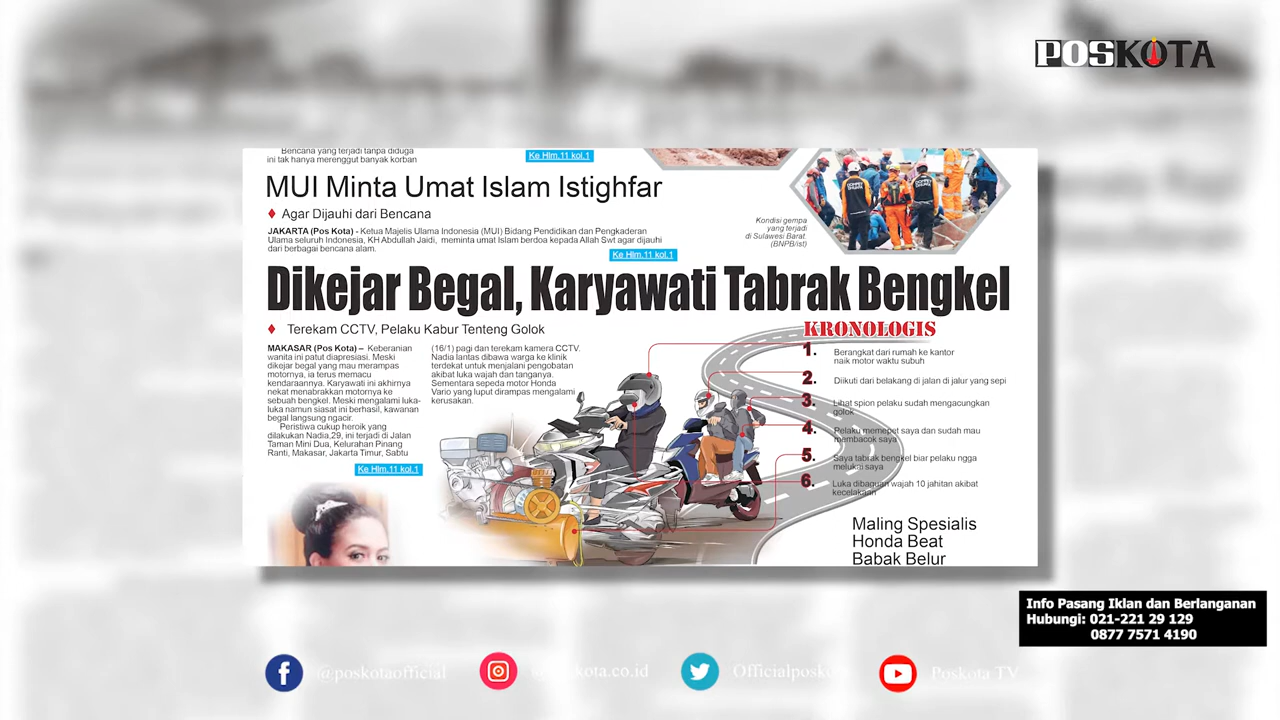 POSKOTA
Bencana yang terjadi tanpa diduga
ini tak hanya merenggut banyak korban
Ke Hlm.11 kol.1
MUI Minta Umat Islam Istighfar
Agar Dijauhi dari Bencana
JAKARTA (Pos Kota) - Ketua Majelis Ulama Indonesia (MUI) Bidang Pendidikan dan Pengkaderan
Ulama seluruh Indonesia, KH Abdullah Jaidi, meminta umat Islam berdoa kepada Allah Swt agar dijauhi
dari berbagai bencana alam.
Ke Hlm.11 kol.1
Kondisi gempa
yang terjadi
di Sulawesi Barat.
(BNPB/ist)
Dikejar Begal, Karyawati Tabrak Bengkel
Terekam CCTV, Pelaku Kabur Tenteng Golok
MAKASAR (Pos Kota) – Keberanian
wanita ini patut diapresiasi. Meski
dikejar begal yang mau merampas
motornya, ia terus memacu
kendaraannya. Karyawati ini akhirnya
nekat menabrakkan motornya ke
sebuah bengkel. Meski mengalami luka-
luka namun siasat ini berhasil, kawanan
begal langsung ngacir.
Peristiwa cukup heroik yang
dilakukan Nadia,29, ini terjadi di Jalan
Taman Mini Dua, Kelurahan Pinang
Ranti, Makasar, Jakarta Timur, Sabtu
Ke Hlm.11 kol.1
(16/1) pagi dan terekam kamera CCTV.
Nadia lantas dibawa warga ke klinik
terdekat untuk menjalani pengobatan
akibat luka wajah dan tanganya.
Sementara sepeda motor Honda
Vario yang luput dirampas mengalami
kerusakan.
KRONOLOGIS
1. Berangkat dari rumah ke kantor
naik motor waktu subuh
2. Diikuti dari belakang di jalan di jalur yang sepi
3. Lihat spion pelaku sudah mengacungkan
golok
4. Pelaku memepet saya dan sudah mau
membacok saya
5. Saya tabrak bengkel biar pelaku ngga
melukai saya
6. Luka dibagian wajah 10 jahitan akibat
kecelakaan
Maling Spesialis
Honda Beat
Babak Belur
Info Pasang Iklan dan Berlanganan
Hubungi: 021-221 29 129
0877 7571 4190
@poskotaofficial
kota.co.id
Officialposko
Poskota TV